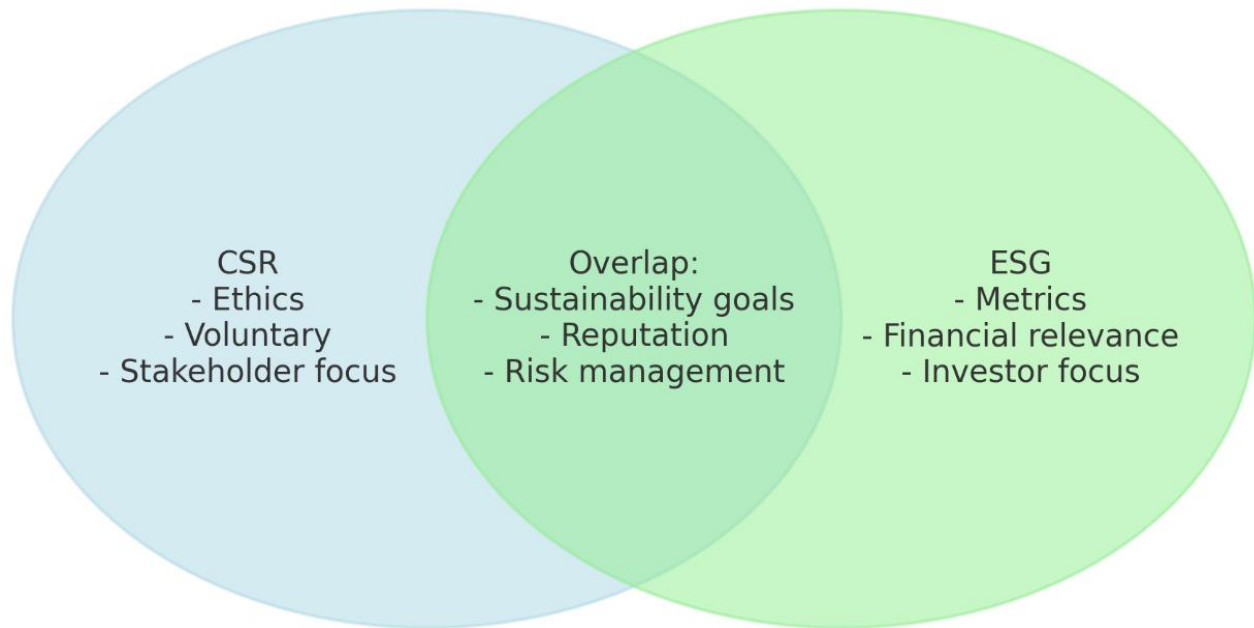 CSR
- Ethics
- Voluntary
- Stakeholder focus
Overlap:
- Sustainability goals
- Reputation
- Risk management
ESG
- Metrics
- Financial relevance
- Investor focus